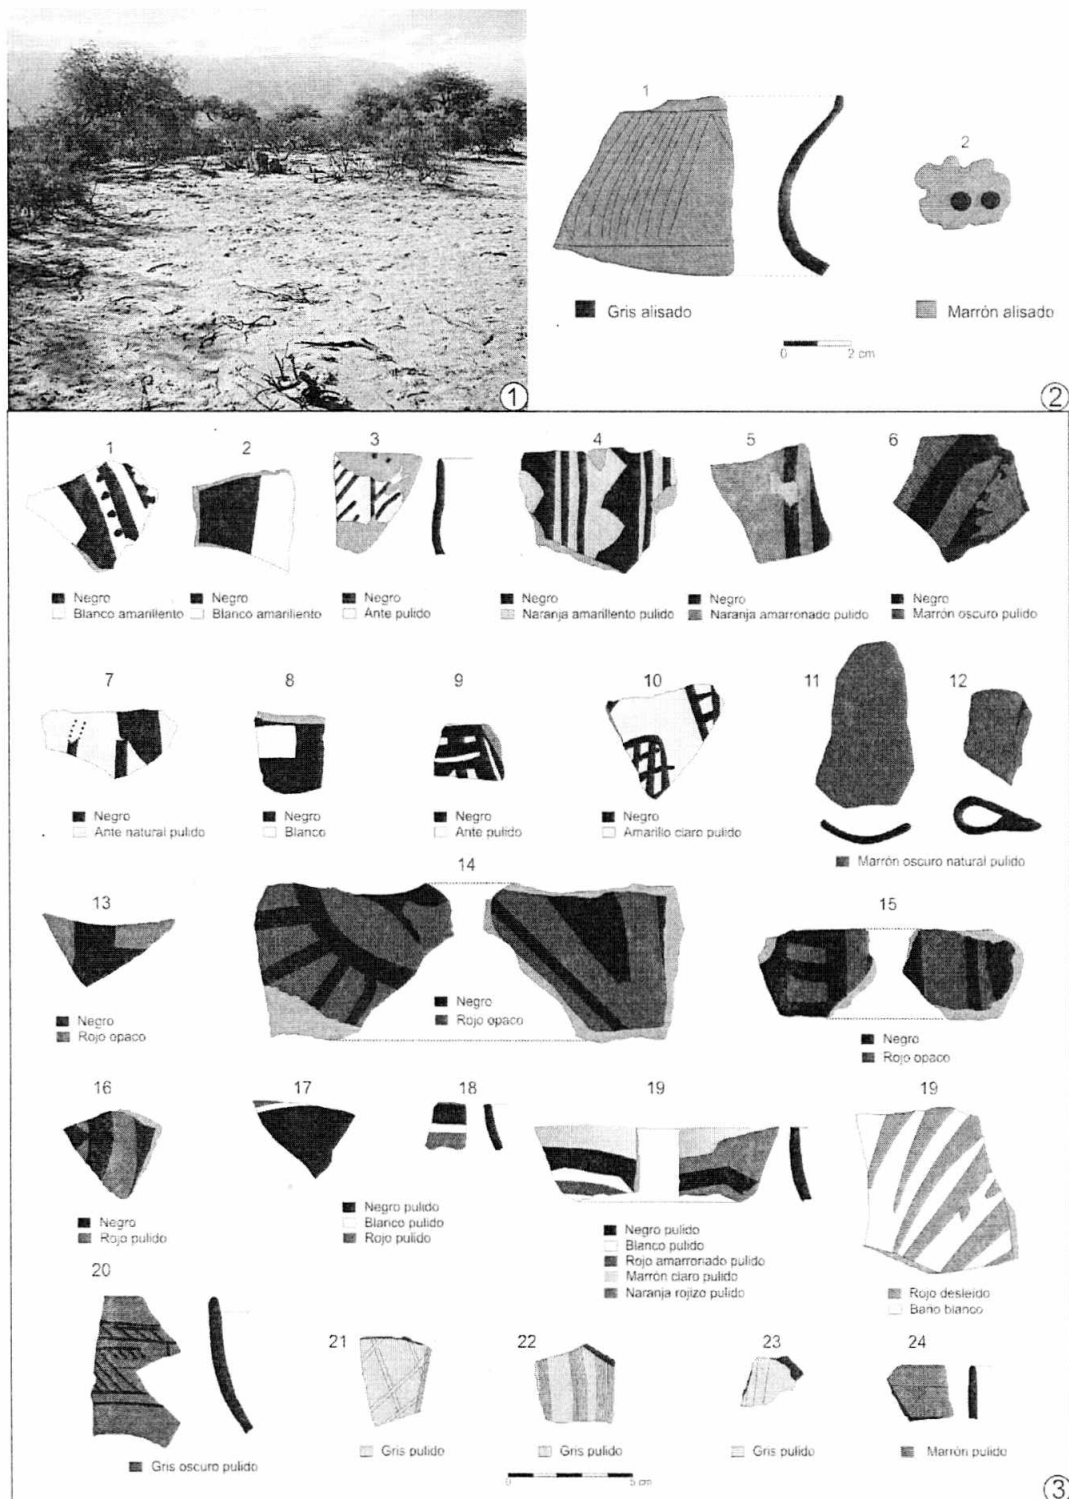 ①
1
2
Gris alisado
Marrón alisado
0 2 cm
②
1 2 3 4 5 6
Negro
Blanco amarillento
Negro
Blanco amarillento
Negro
Ante pulido
Negro
Naranja amarillento pulido
Negro
Naranja amarronado pulido
Negro
Marrón oscuro pulido
7 8 9 10 11 12
Negro
Ante natural pulido
Negro
Blanco
Negro
Ante pulido
Negro
Amarillo claro pulido
Marrón oscuro natural pulido
13 14 15
Negro
Rojo opaco
Negro
Rojo opaco
Negro
Rojo opaco
16 17 18 19 19
Negro
Rojo pulido
Negro pulido
Blanco pulido
Rojo pulido
Negro pulido
Blanco pulido
Rojo amarronado pulido
Marrón claro pulido
Naranja rojizo pulido
Rojo desleido
Baño blanco
20 21 22 23 24
Gris oscuro pulido
Gris pulido
Gris pulido
Gris pulido
Marrón pulido
0 5 cm
③